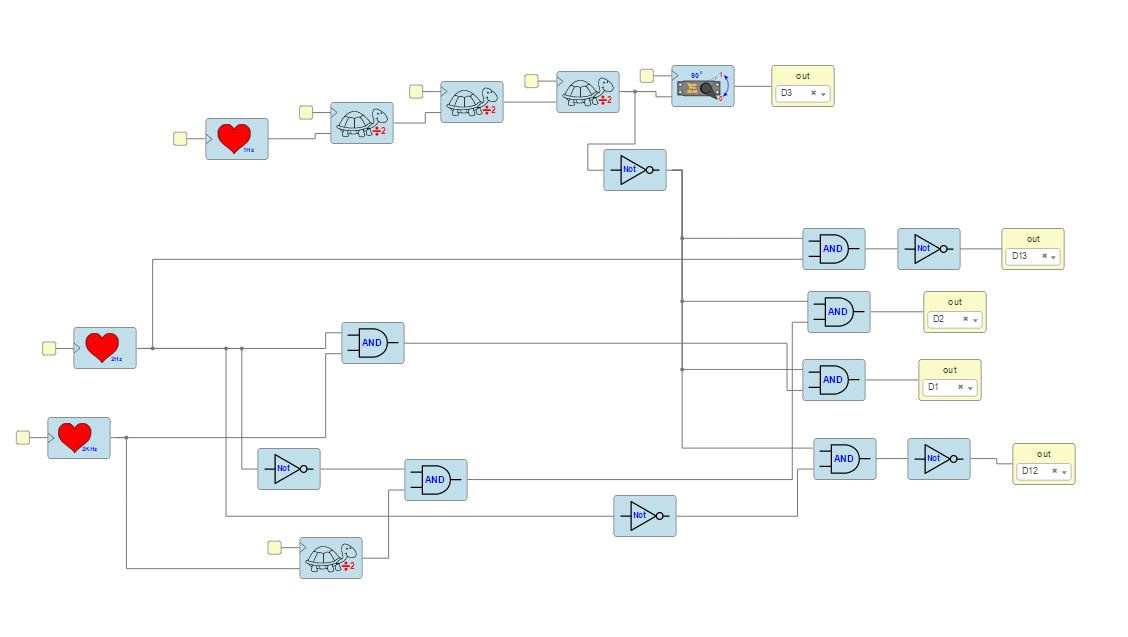 90°
1
0
out
D3
÷2
÷2
÷2
1Hz
Not
out
AND
Not
D13
out
AND
D2
2Hz
AND
out
AND
D1
2KHz
out
AND
Not
D12
Not
AND
Not
÷2